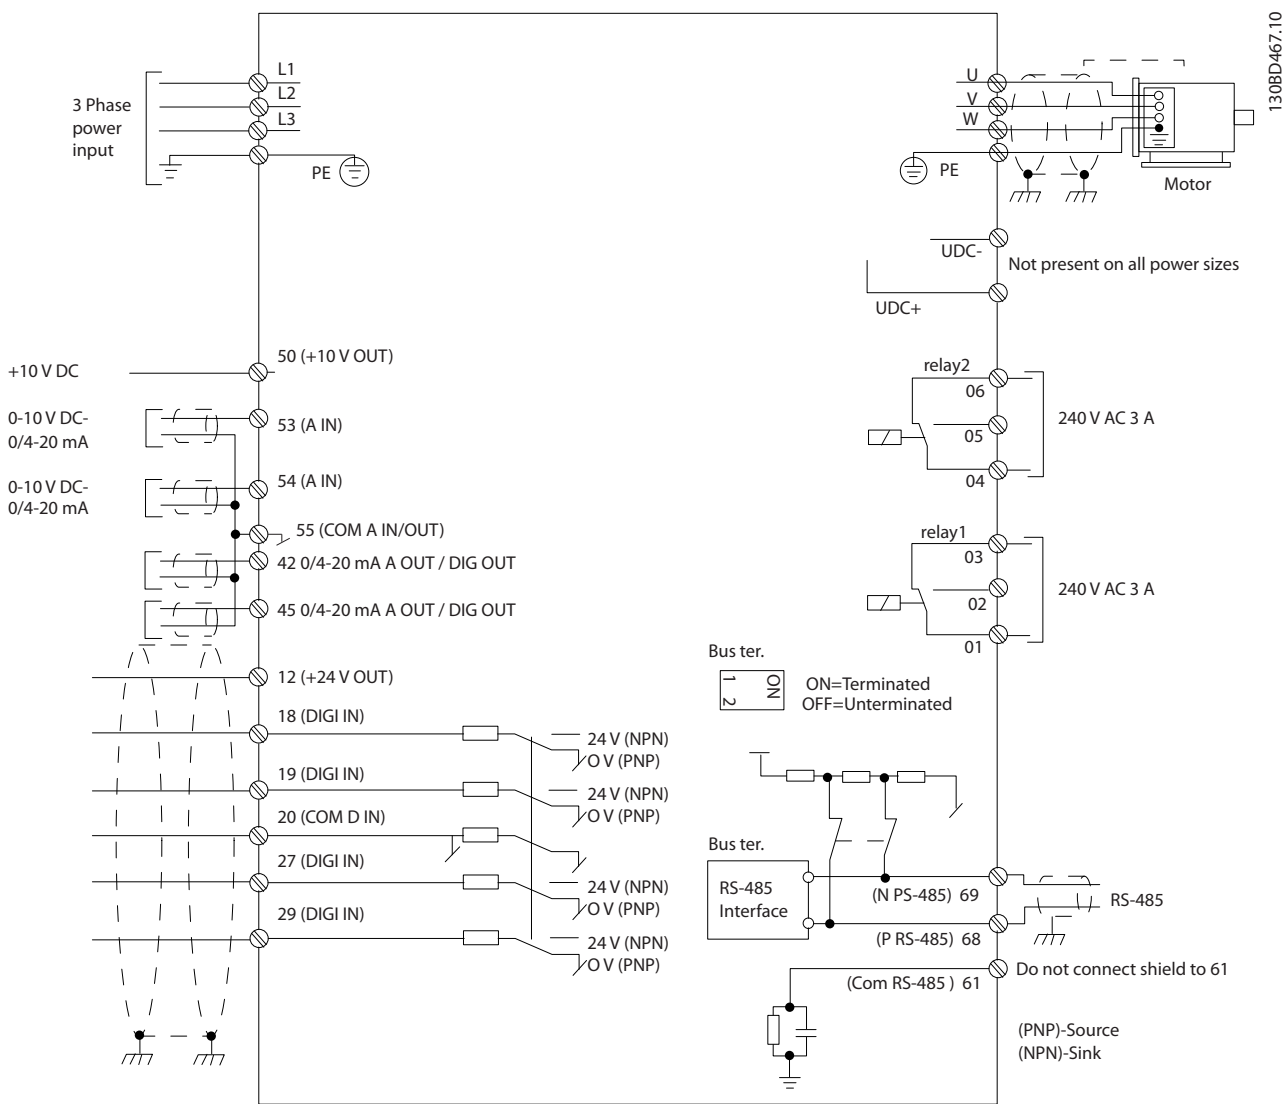 130BD467.10
L1
L2
L3
3 Phase
power
input
PE
U
V
W
PE
Motor
UDC-
Not present on all power sizes
UDC+
+10 V DC
50 (+10 V OUT)
0-10 V DC-
0/4-20 mA
53 (A IN)
0-10 V DC-
0/4-20 mA
54 (A IN)
55 (COM A IN/OUT)
42 0/4-20 mA A OUT / DIG OUT
45 0/4-20 mA A OUT / DIG OUT
relay2
06
05
04
240 V AC 3 A
relay1
03
02
01
240 V AC 3 A
12 (+24 V OUT)
18 (DIGI IN)
24 V (NPN)
O V (PNP)
19 (DIGI IN)
24 V (NPN)
O V (PNP)
20 (COM D IN)
27 (DIGI IN)
24 V (NPN)
O V (PNP)
29 (DIGI IN)
24 V (NPN)
O V (PNP)
Bus ter.
1
2
ON
ON=Terminated
OFF=Unterminated
Bus ter.
RS-485
Interface
(N PS-485) 69
RS-485
(P RS-485) 68
(Com RS-485 ) 61
Do not connect shield to 61
(PNP)-Source
(NPN)-Sink